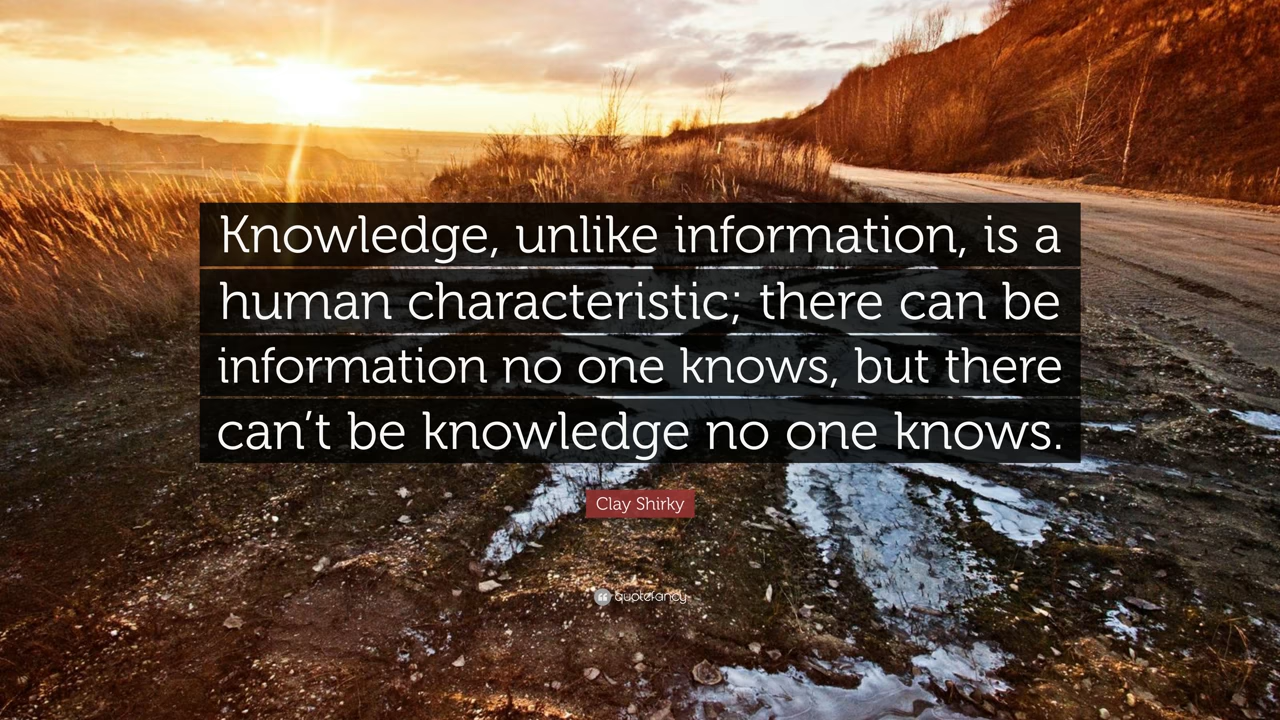 Knowledge, unlike information, is a
human characteristic; there can be
information no one knows, but there
can’t be knowledge no one knows.
Clay Shirky
quotefancy